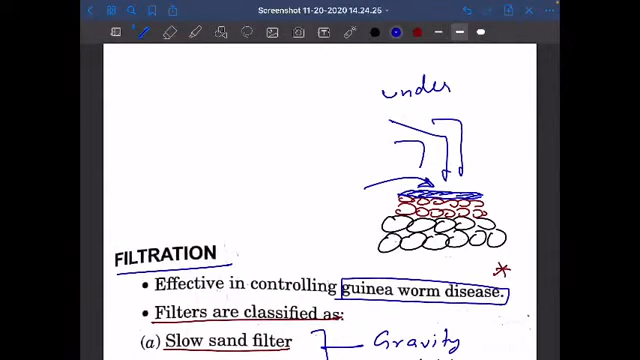 Screenshot 11-20-2020 14.24.25
under
FILTRATION
• Effective in controlling guinea worm disease.
• Filters are classified as:
(a) Slow sand filter
Gravity